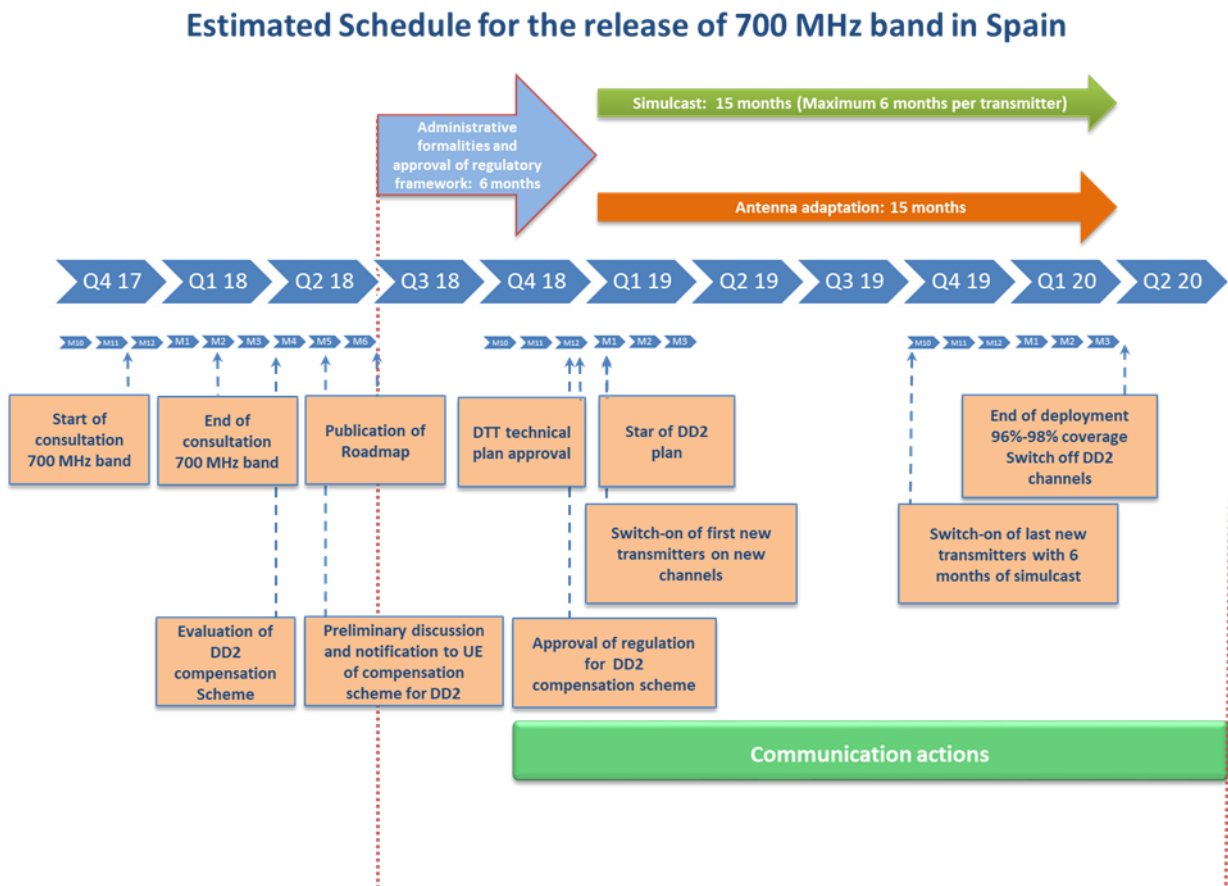 Estimated Schedule for the release of 700 MHz band in Spain
Simulcast: 15 months (Maximum 6 months per transmitter)
Administrative
formalities and
approval of regulatory
framework: 6 months
Antenna adaptation: 15 months
Q4 17
Q1 18
Q2 18
Q3 18
Q4 18
Q1 19
Q2 19
Q3 19
Q4 19
Q1 20
Q2 20
M10
M11
M12
M1
M2
M3
M4
M5
M6
M10
M11
M12
M1
M2
M3
M10
M11
M12
M1
M2
M3
Start of
consultation
700 MHz band
End of
consultation
700 MHz band
Publication of
Roadmap
DTT technical
plan approval
Star of DD2
plan
End of deployment
96%-98% coverage
Switch off DD2
channels
Switch-on of first new
transmitters on new
channels
Switch-on of last new
transmitters with 6
months of simulcast
Evaluation of
DD2
compensation
Scheme
Preliminary discussion
and notification to UE
of compensation
scheme for DD2
Approval of regulation
for DD2
compensation scheme
Communication actions